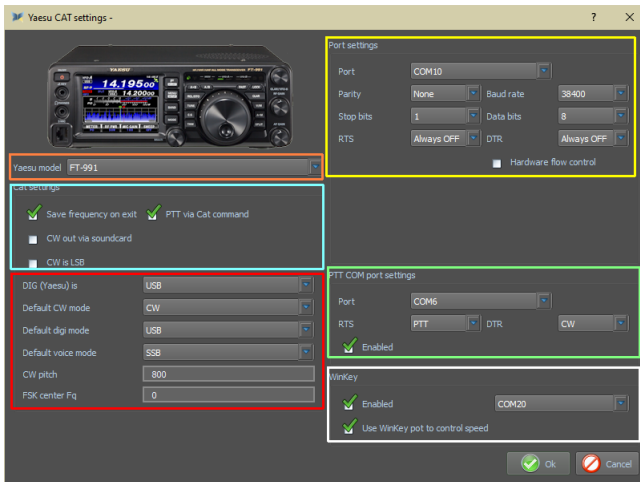 Yaesu CAT settings -
? ×
YAESU
FT-991
14.19500
14.20000
Yaesu model FT-991
Cat settings
Save frequency on exit PTT via Cat command
CW out via soundcard
CW is LSB
DIG (Yaesu) is USB
Default CW mode CW
Default digi mode USB
Default voice mode SSB
CW pitch 800
FSK center Fq 0
Port settings
Port COM10
Parity None Baud rate 38400
Stop bits 1 Data bits 8
RTS Always OFF DTR Always OFF
Hardware flow control
PTT COM port settings
Port COM6
RTS PTT DTR CW
Enabled
WinKey
Enabled COM20
Use WinKey pot to control speed
Ok Cancel